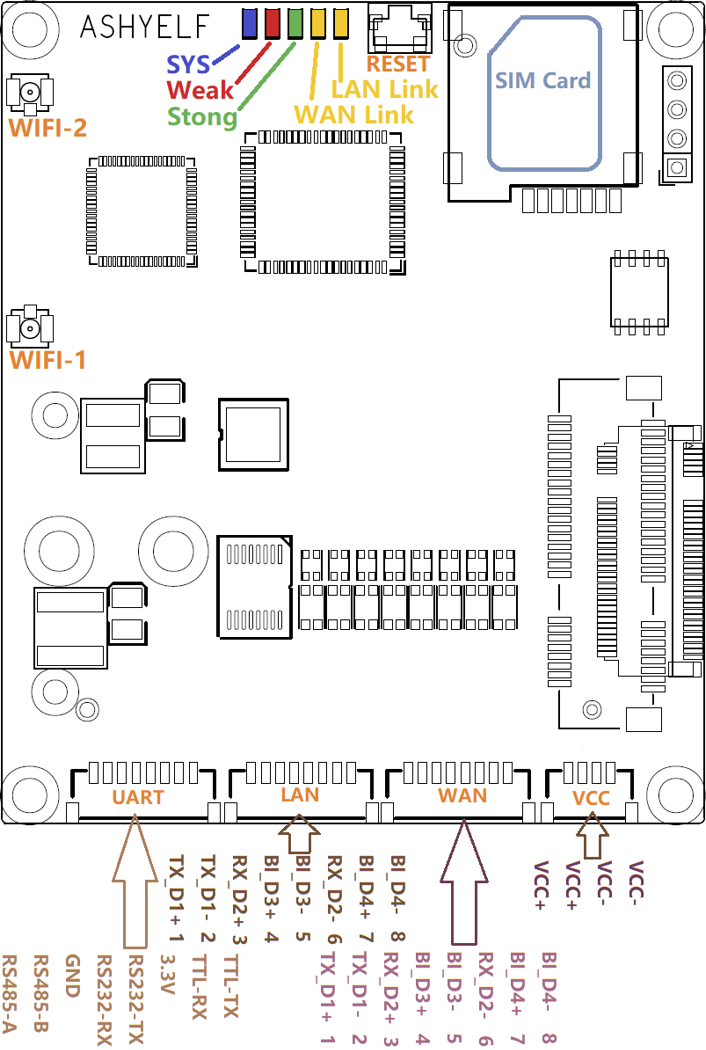 ASHYELF
SYS
Weak
Stong
RESET
LAN Link
WAN Link
SIM Card
WIFI-2
WIFI-1
UART
LAN
WAN
VCC
TX_D1+ 1
TX_D1- 2
RX_D2+ 3
BI_D3+ 4
BI_D3- 5
RX_D2- 6
BI_D4+ 7
BI_D4- 8
VCC+
VCC+
VCC-
VCC-
RS485-A
RS485-B
GND
RS232-RX
RS232-TX
3.3V
TTL-RX
TTL-TX
TX_D1+ 1
TX_D1- 2
RX_D2+ 3
BI_D3+ 4
BI_D3- 5
RX_D2- 6
BI_D4+ 7
BI_D4- 8